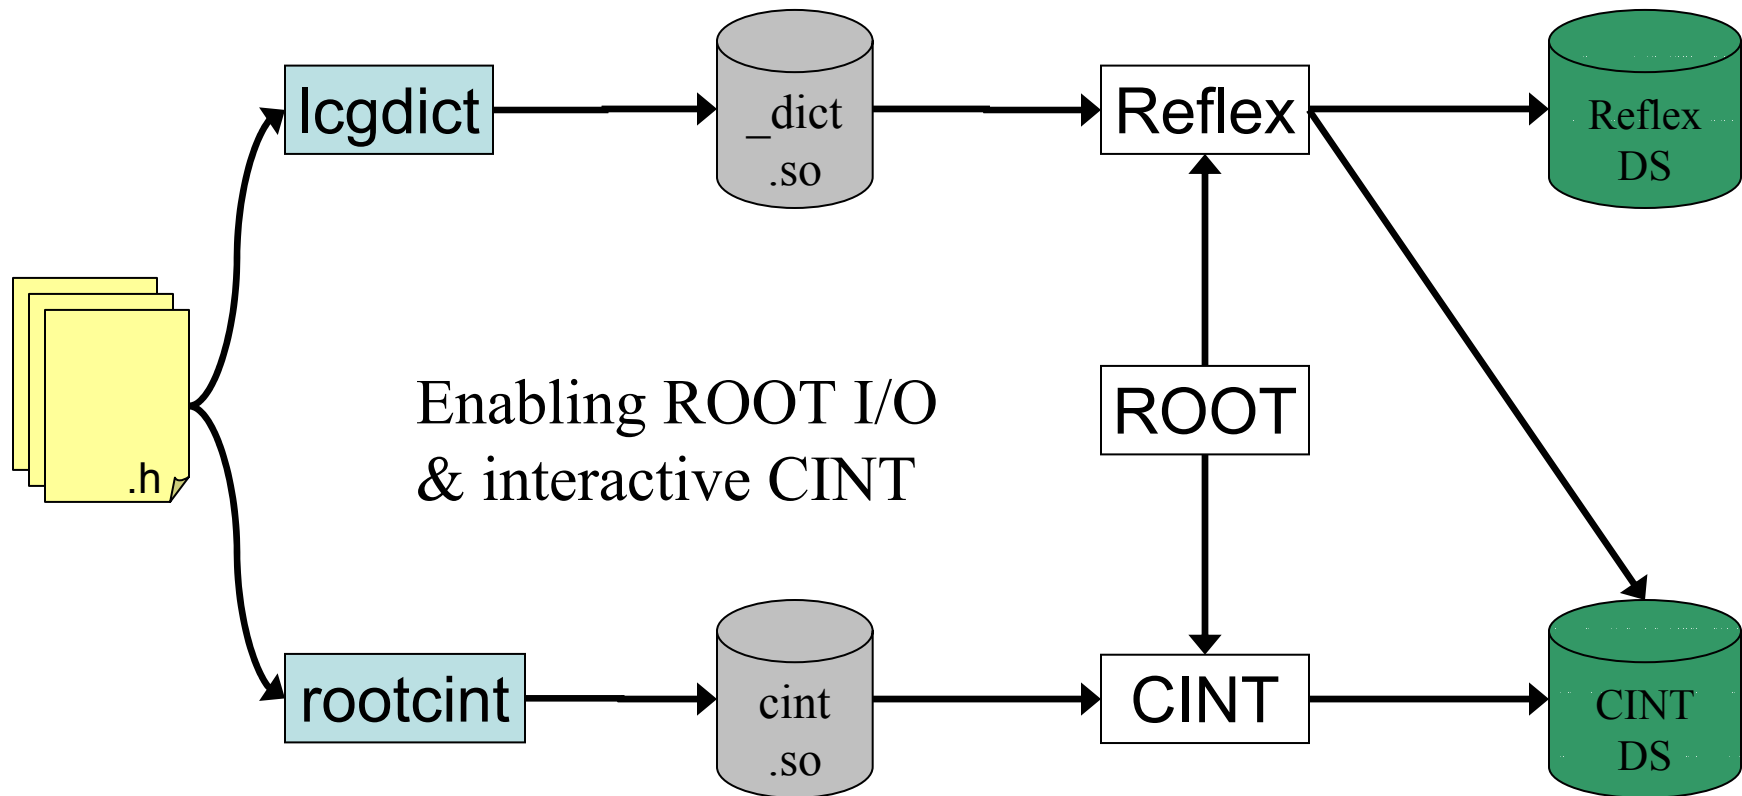 lcgdict
_dict
.so
Reflex
Reflex
DS
.h
Enabling ROOT I/O
& interactive CINT
ROOT
rootcint
cint
.so
CINT
CINT
DS